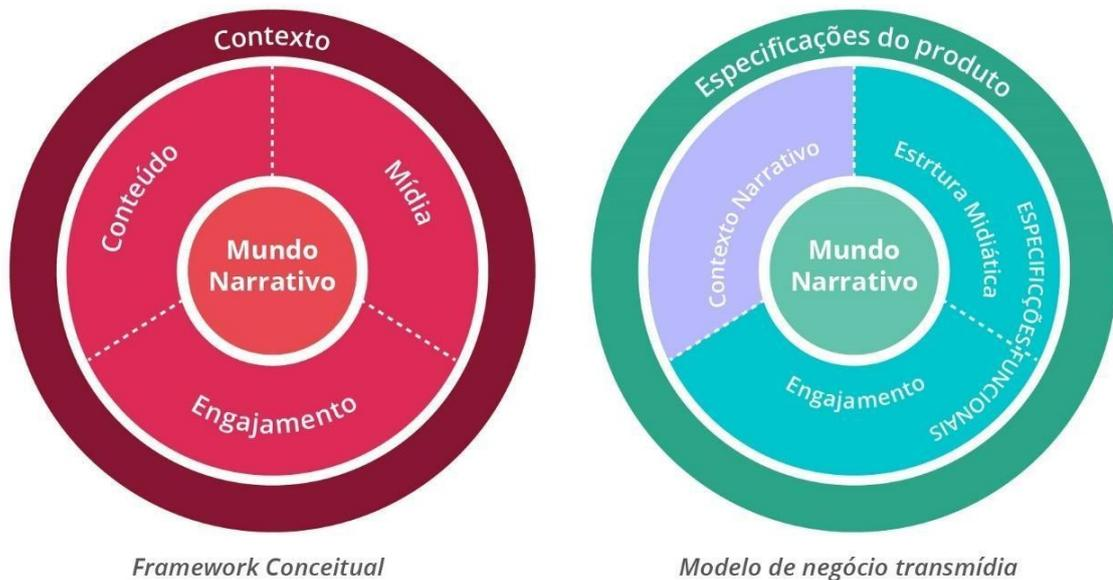 Contexto
Conteúdo
Mídia
Mundo
Narrativo
Engajamento
Framework Conceitual
Especificações do produto
Contexto Narrativo
Estrtura Midiática
ESPECIFICÇÕES FUNCIONAIS
Mundo
Narrativo
Engajamento
Modelo de negócio transmídia